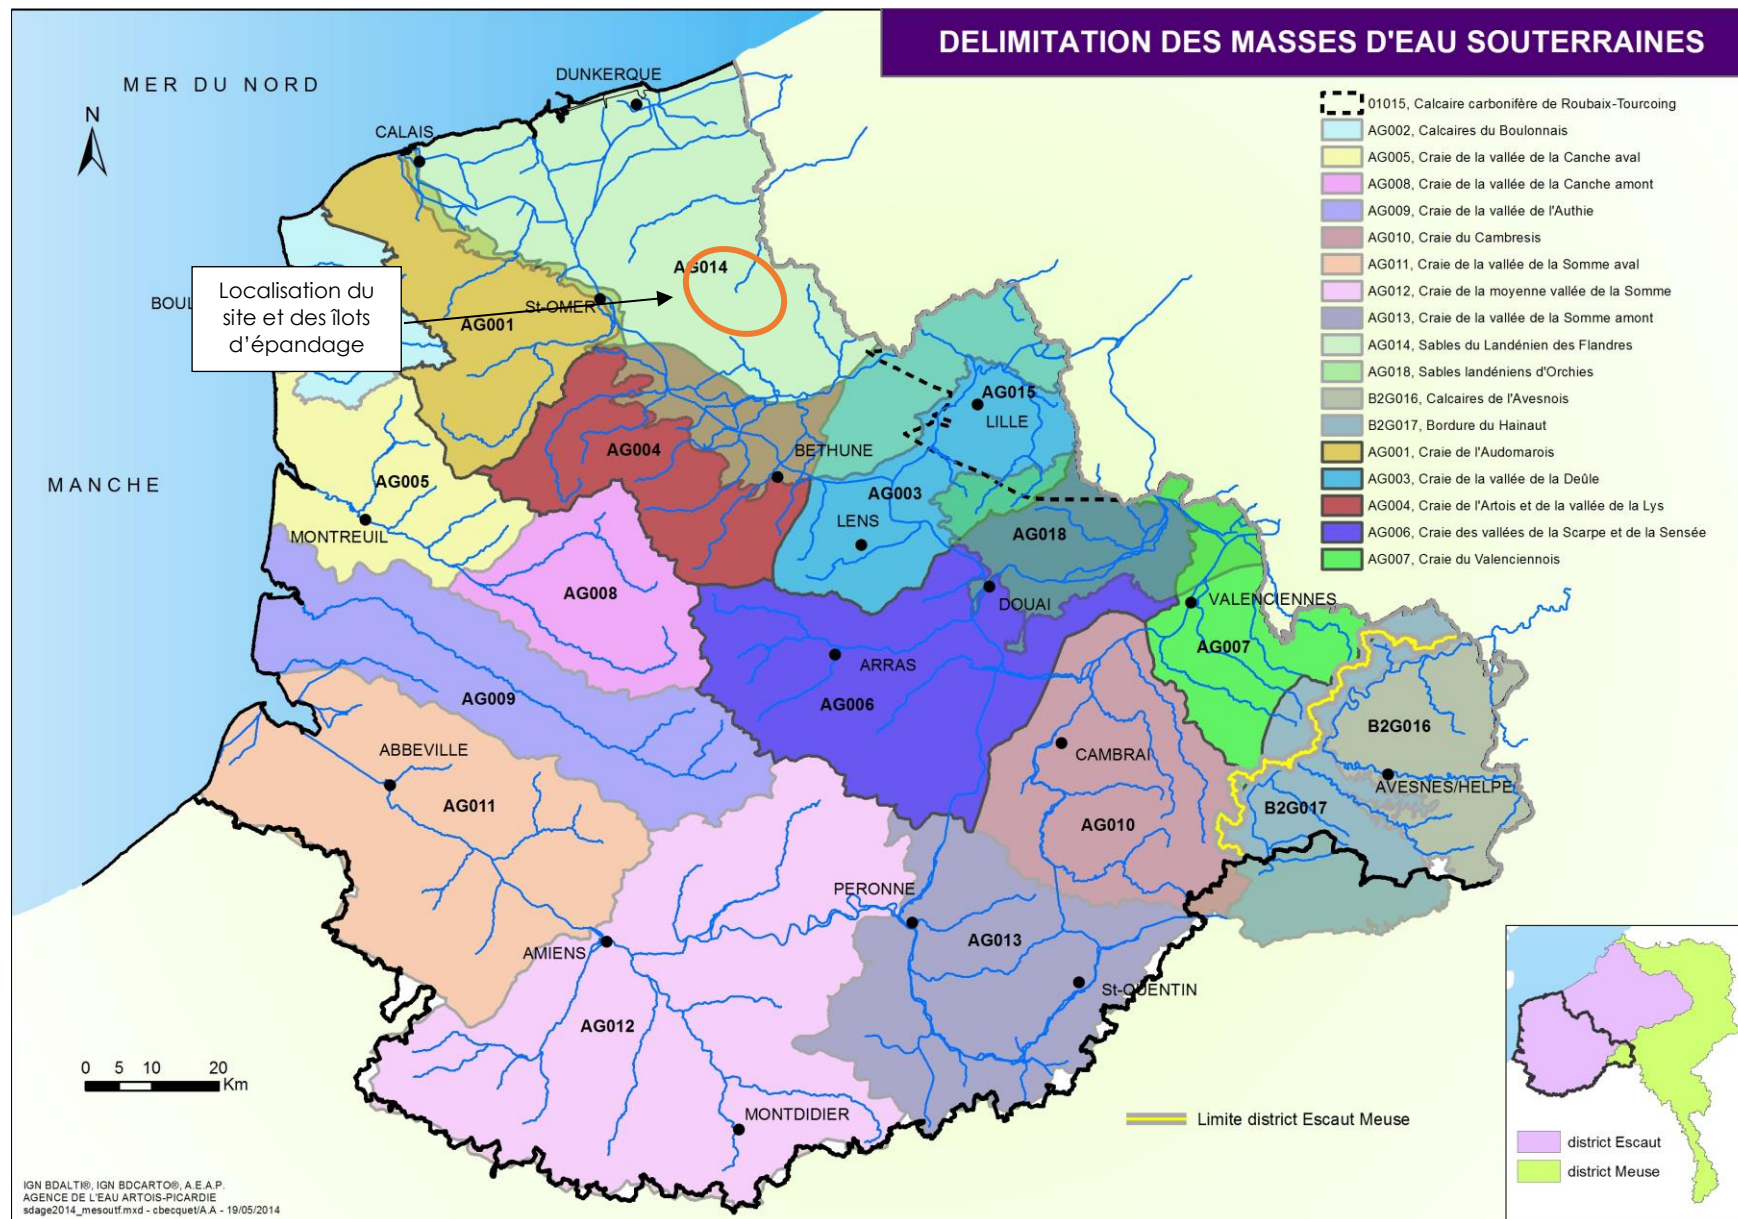 DELIMITATION DES MASSES D'EAU SOUTERRAINES
MER DU NORD
N
DUNKERQUE
CALAIS
01015, Calcaire carbonifère de Roubaix-Tourcoing
AG002, Calcaires du Boulonnais
AG005, Craie de la vallée de la Canche aval
AG008, Craie de la vallée de la Canche amont
AG009, Craie de la vallée de l'Authie
AG010, Craie du Cambresis
AG011, Craie de la vallée de la Somme aval
AG012, Craie de la moyenne vallée de la Somme
AG013, Craie de la vallée de la Somme amont
AG014, Sables du Landénien des Flandres
AG018, Sables landéniens d'Orchies
B2G016, Calcaires de l'Avesnois
B2G017, Bordure du Hainaut
AG001, Craie de l'Audomarois
AG003, Craie de la vallée de la Deûle
AG004, Craie de l'Artois et de la vallée de la Lys
AG006, Craie des vallées de la Scarpe et de la Sensée
AG007, Craie du Valenciennois
AG014
Localisation du
site et des îlots
d'épandage
BOUL
St-OMER
AG001
AG015
LILLE
MANCHE
AG004
BETHUNE
AG005
AG003
LENS
MONTREUIL
AG018
AG008
DOUAI
VALENCIENNES
ARRAS
AG007
AG009
AG006
B2G016
ABBEVILLE
CAMBRAI
AVESNES/HELPE
AG011
B2G017
AG010
PERONNE
AMIENS
AG013
St-QUENTIN
AG012
0 5 10 20
Km
MONTDIDIER
Limite district Escaut Meuse
district Escaut
district Meuse
IGN BDALTI®, IGN BDCARTO®, A.E.A.P.
AGENCE DE L'EAU ARTOIS-PICARDIE
sdage2014_mesoutf.mxd - cbecquet/A.A - 19/05/2014